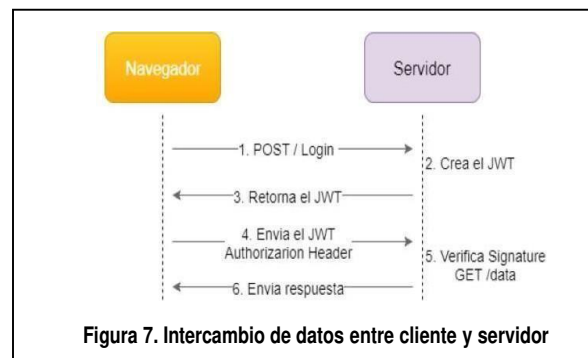 Navegador
Servidor
1. POST / Login
2. Crea el JWT
3. Retorna el JWT
4. Envia el JWT
Authorizarion Header
5. Verifica Signature
GET /data
6. Envia respuesta
Figura 7. Intercambio de datos entre cliente y servidor